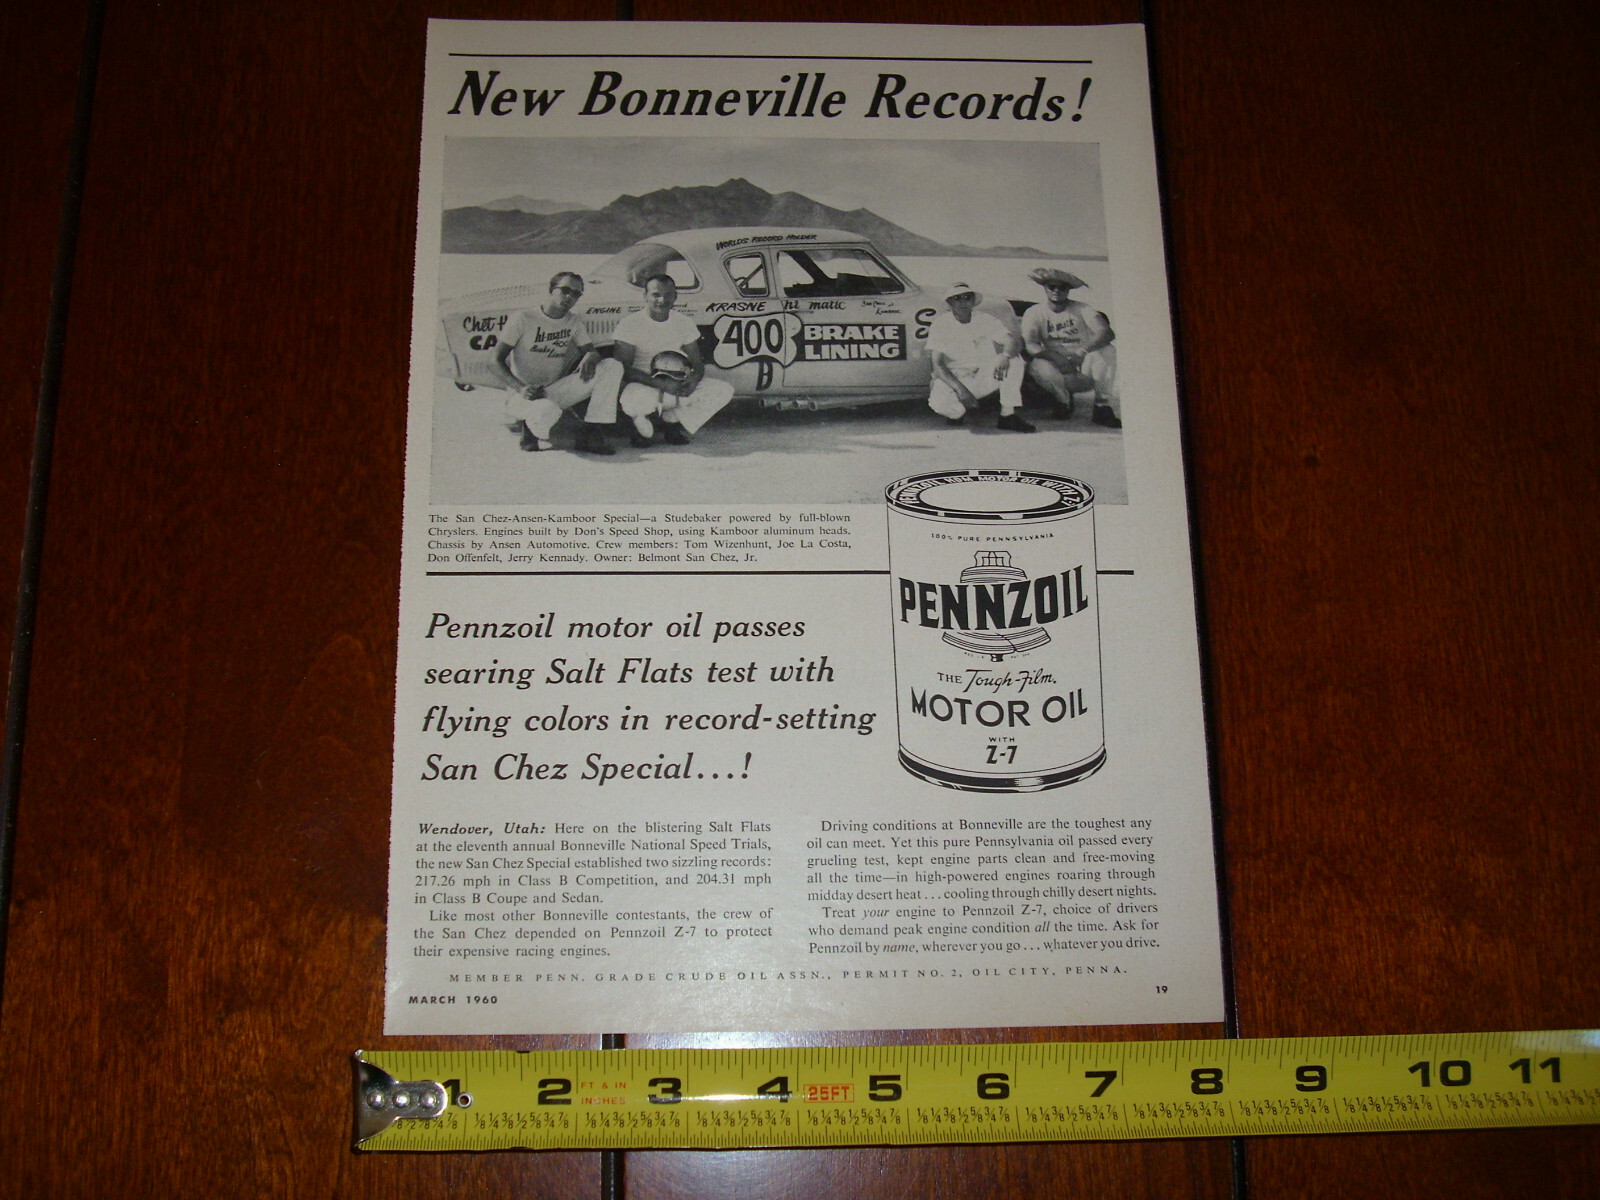 New Bonneville Records!
WORLDS RECORD HOLDER
ENGINE
KRASNE hi matic
Chet
CA
400
B
BRAKE
LINING
S
hi-matic
400
Brake
Lining
hi matic
The San Chez-Ansen-Kamboor Special—a Studebaker powered by full-blown
Chryslers. Engines built by Don's Speed Shop, using Kamboor aluminum heads.
Chassis by Ansen Automotive. Crew members: Tom Wizenhunt, Joe La Costa,
Don Offenfelt, Jerry Kennady. Owner: Belmont San Chez, Jr.
PENNZOIL MOTOR OIL WITH Z-7
100% PURE PENNSYLVANIA
PENNZOIL
THE Tough-Film.
MOTOR OIL
WITH
Z-7
Pennzoil motor oil passes
searing Salt Flats test with
flying colors in record-setting
San Chez Special...!
Wendover, Utah: Here on the blistering Salt Flats
at the eleventh annual Bonneville National Speed Trials,
the new San Chez Special established two sizzling records:
217.26 mph in Class B Competition, and 204.31 mph
in Class B Coupe and Sedan.
Like most other Bonneville contestants, the crew of
the San Chez depended on Pennzoil Z-7 to protect
their expensive racing engines.
Driving conditions at Bonneville are the toughest any
oil can meet. Yet this pure Pennsylvania oil passed every
grueling test, kept engine parts clean and free-moving
all the time—in high-powered engines roaring through
midday desert heat ... cooling through chilly desert nights.
Treat your engine to Pennzoil Z-7, choice of drivers
who demand peak engine condition all the time. Ask for
Pennzoil by name, wherever you go ... whatever you drive.
MEMBER PENN. GRADE CRUDE OIL ASSN., PERMIT NO. 2, OIL CITY, PENNA.
MARCH 1960
19
1 2 FT & IN INCHES 3 4 25FT 5 6 7 8 9 10 11